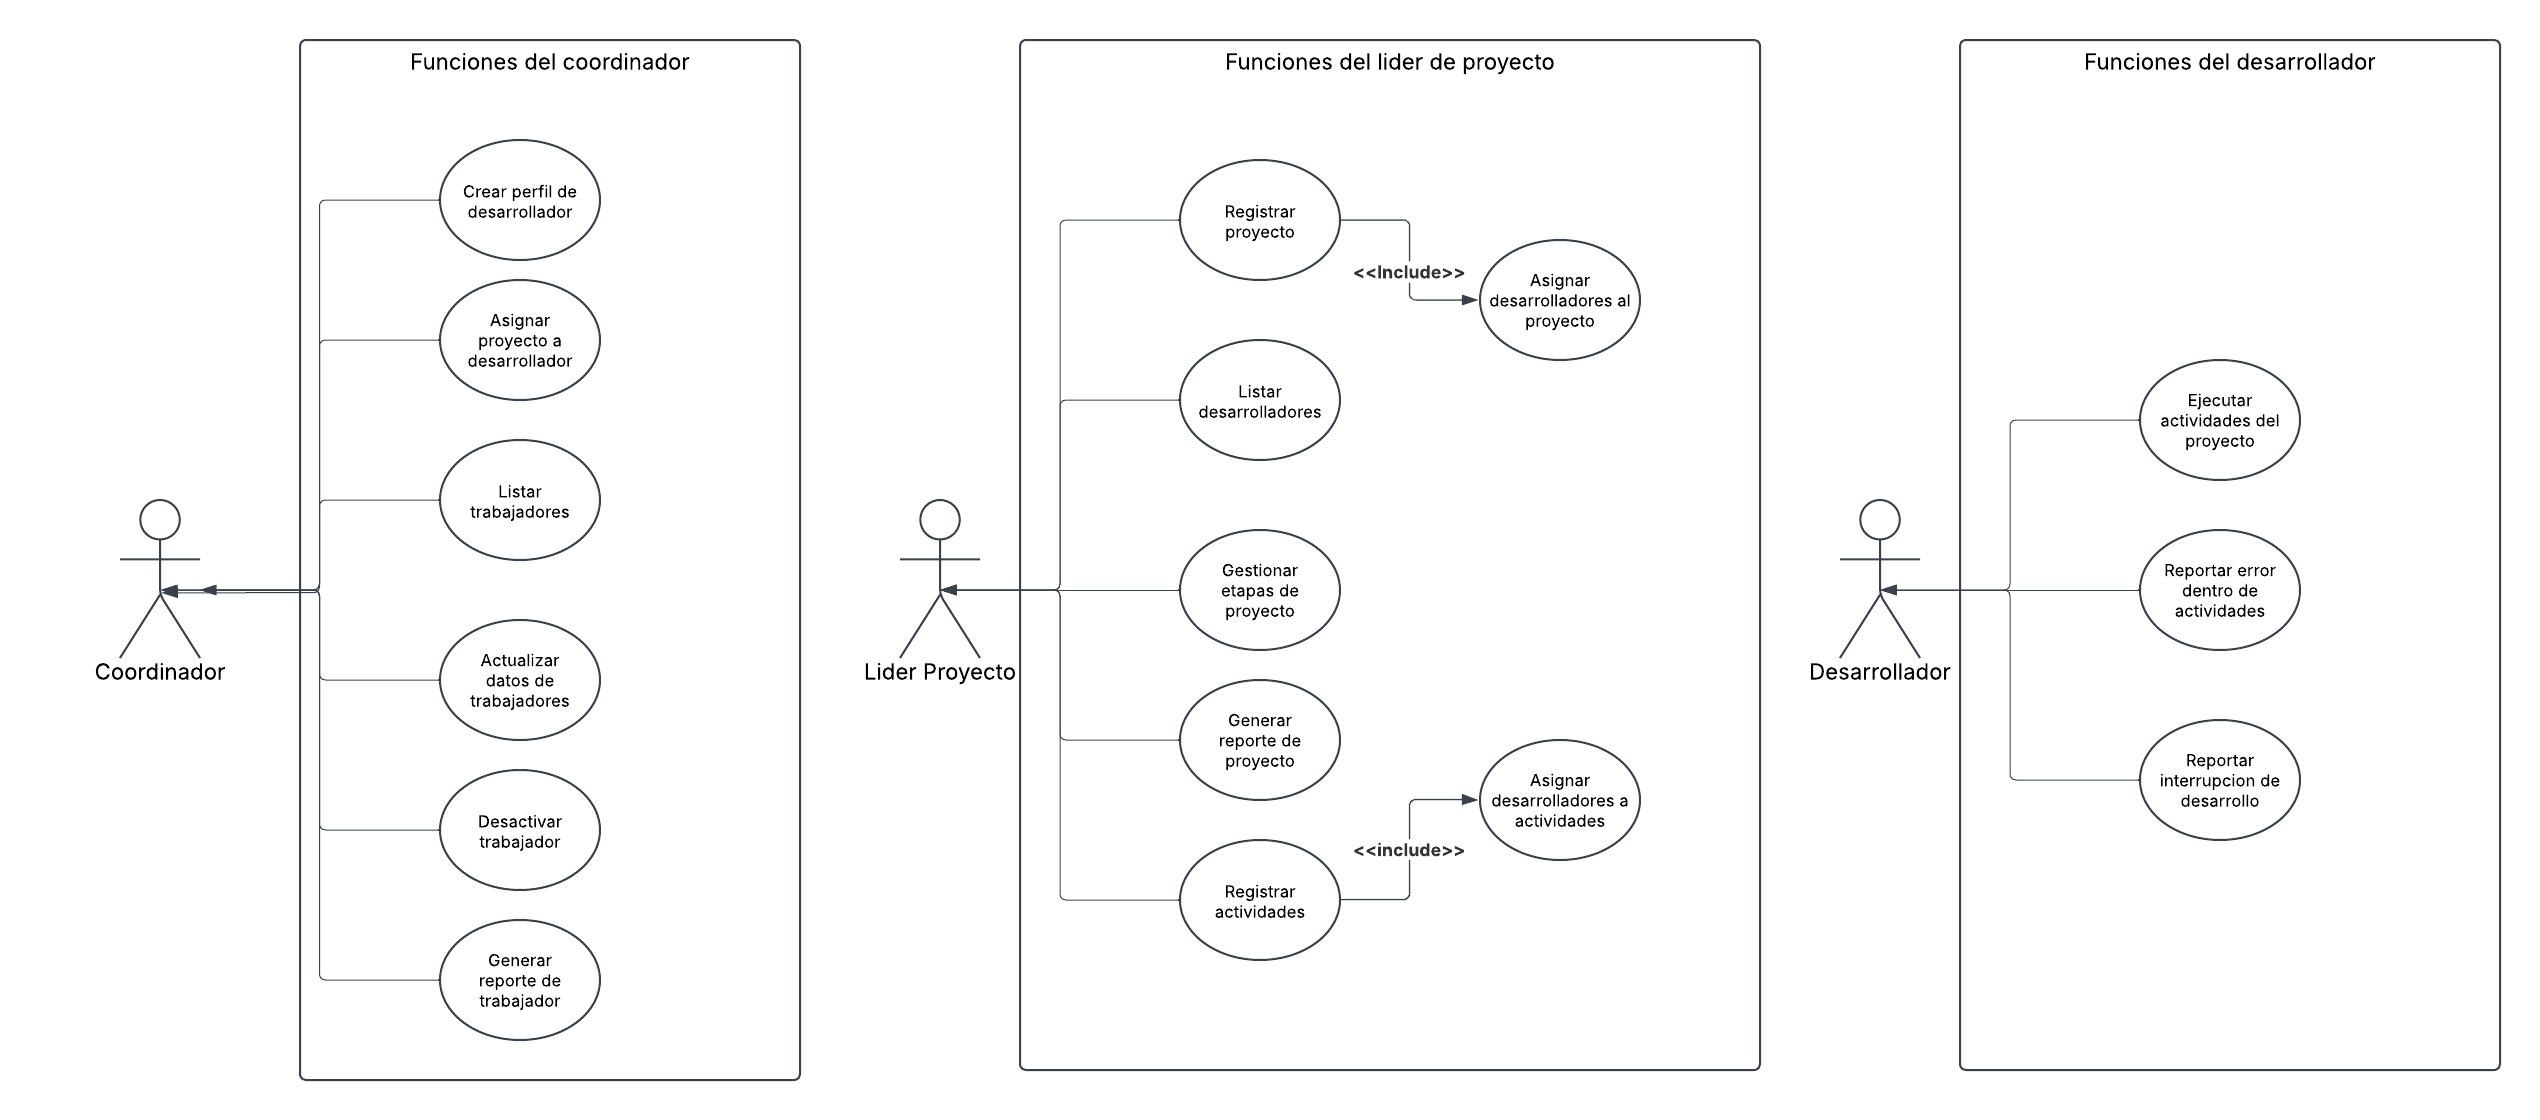 Funciones del coordinador
Crear perfil de
desarrollador
Asignar
proyecto a
desarrollador
Listar
trabajadores
Coordinador
Actualizar
datos de
trabajadores
Desactivar
trabajador
Generar
reporte de
trabajador
Funciones del lider de proyecto
Registrar
proyecto
<<Include>>
Asignar
desarrolladores al
proyecto
Listar
desarrolladores
Gestionar
etapas de
proyecto
Lider Proyecto
Generar
reporte de
proyecto
Asignar
desarrolladores a
actividades
<<include>>
Registrar
actividades
Funciones del desarrollador
Ejecutar
actividades del
proyecto
Reportar error
dentro de
actividades
Desarrollador
Reportar
interrupcion de
desarrollo